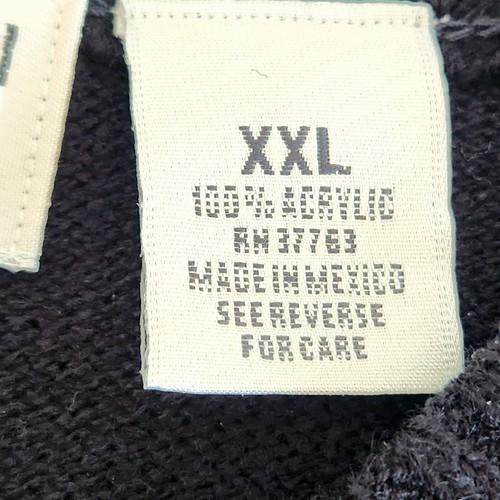 XXL
100% ACRYLIC
RN 37763
MADE IN MEXICO
SEE REVERSE
FOR CARE